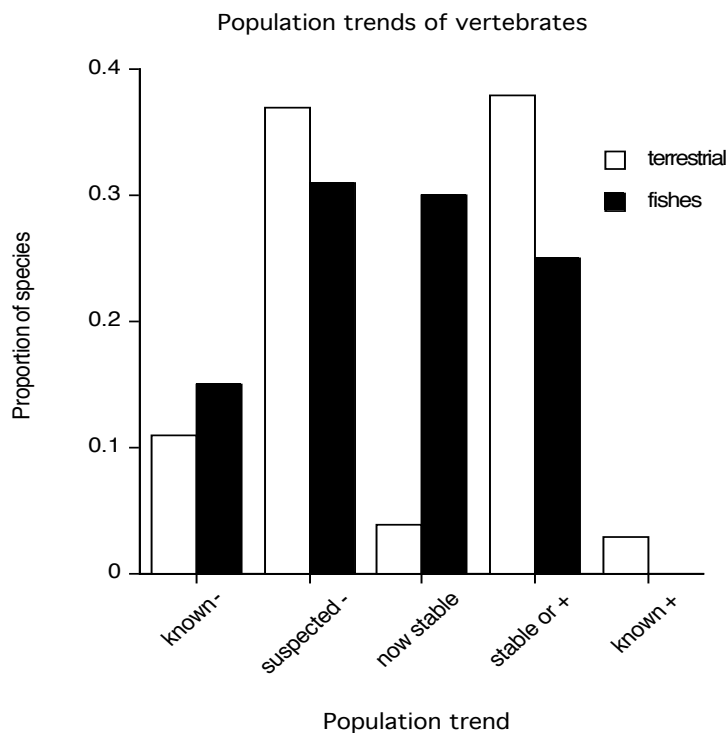 Population trends of vertebrates
0.4
0.3
0.2
0.1
0
Proportion of species
terrestrial
fishes
known -
suspected -
now stable
stable or +
known +
Population trend